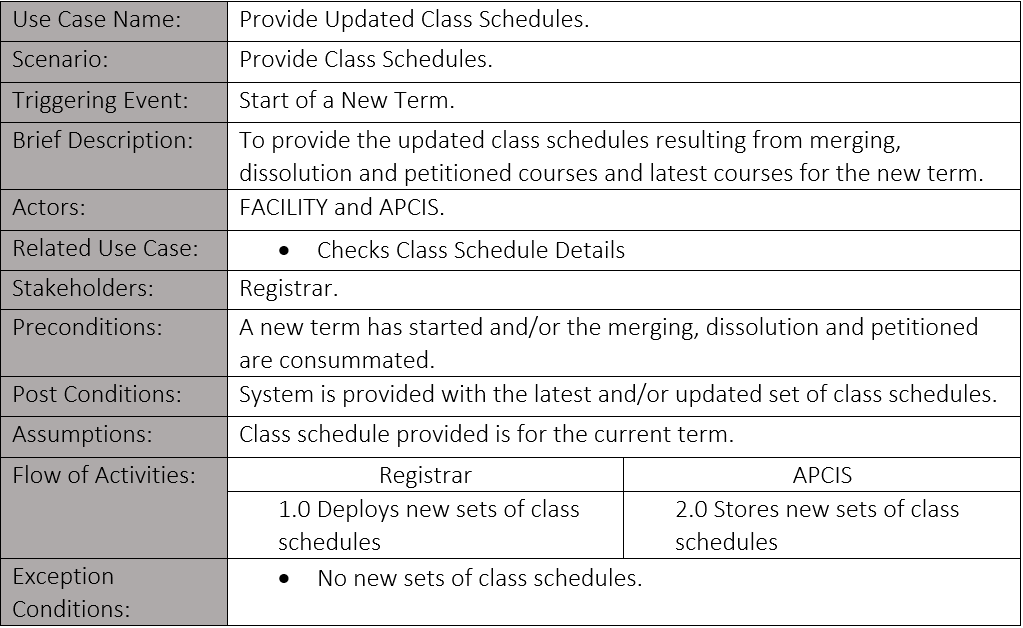 Use Case Name: Provide Updated Class Schedules.
Scenario: Provide Class Schedules.
Triggering Event: Start of a New Term.
Brief Description: To provide the updated class schedules resulting from merging,
dissolution and petitioned courses and latest courses for the new term.
Actors: FACILITY and APCIS.
Related Use Case: • Checks Class Schedule Details
Stakeholders: Registrar.
Preconditions: A new term has started and/or the merging, dissolution and petitioned
are consummated.
Post Conditions: System is provided with the latest and/or updated set of class schedules.
Assumptions: Class schedule provided is for the current term.
Flow of Activities: Registrar APCIS
1.0 Deploys new sets of class
schedules
2.0 Stores new sets of class
schedules
Exception
Conditions:
• No new sets of class schedules.